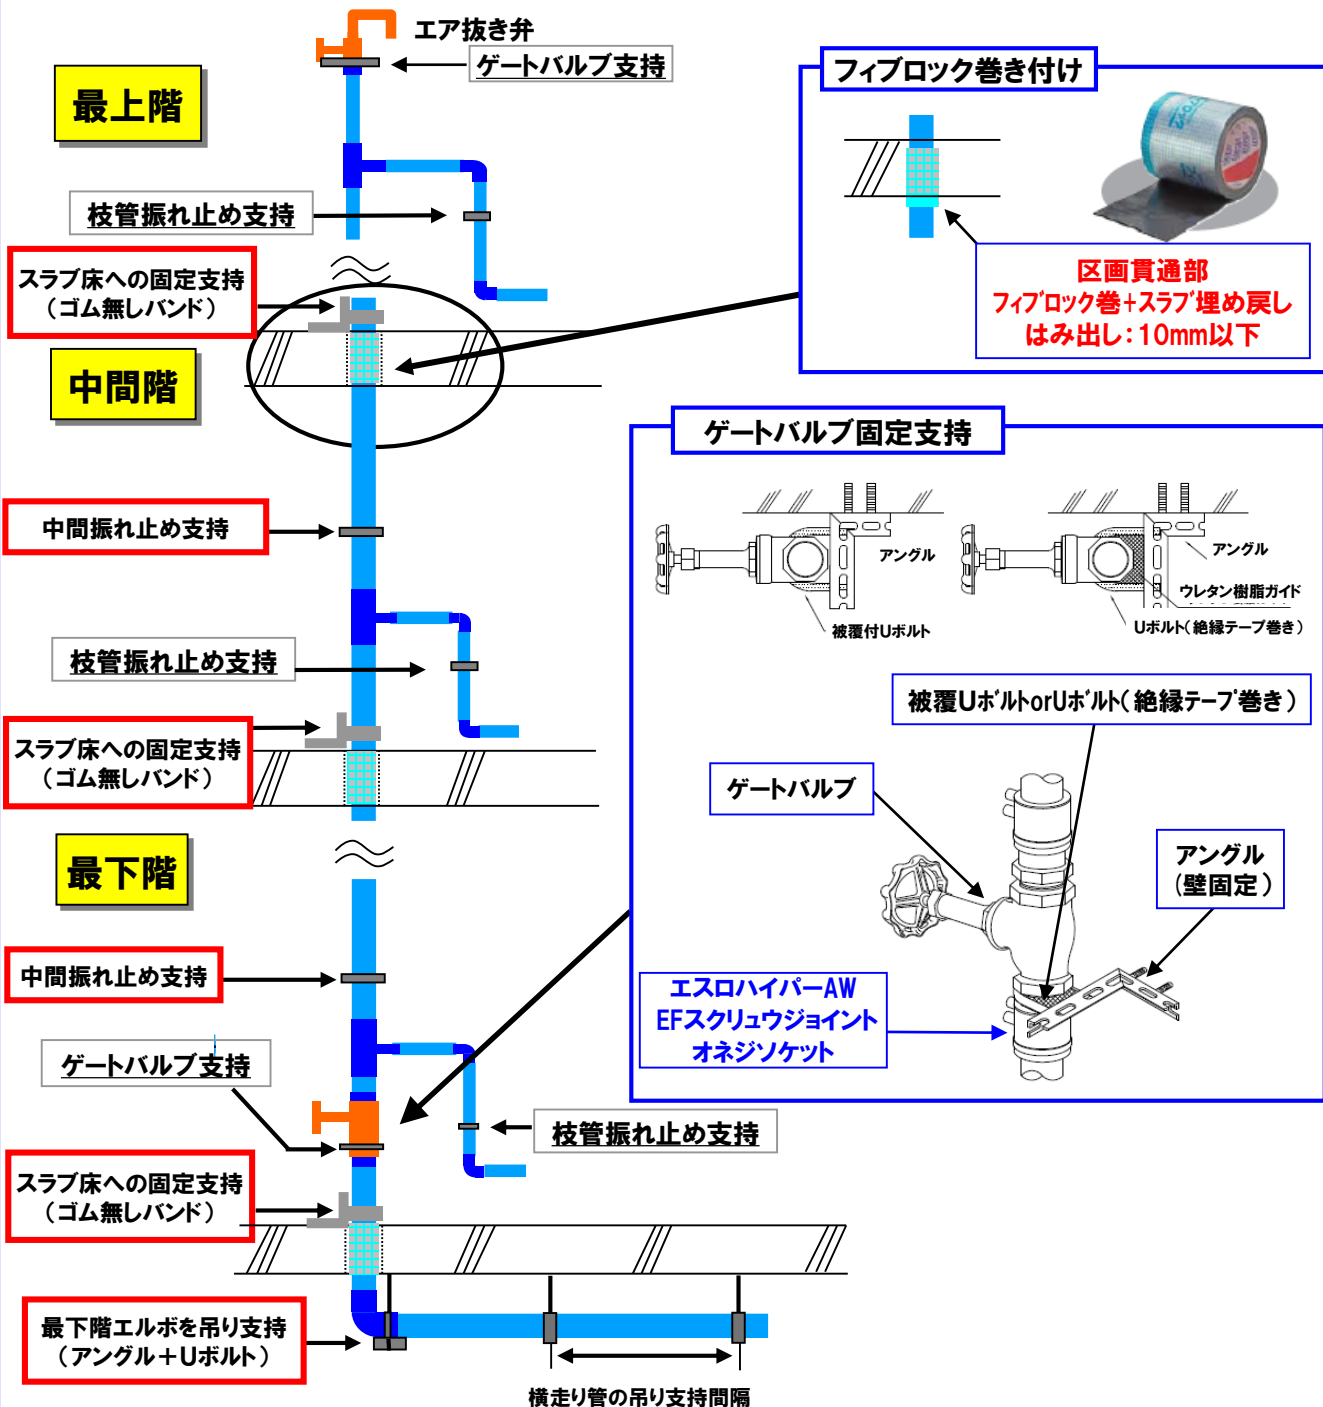 エア抜き弁
ゲートバルブ支持
最上階
枝管振れ止め支持
スラブ床への固定支持
（ゴム無しバンド）
中間階
中間振れ止め支持
枝管振れ止め支持
スラブ床への固定支持
（ゴム無しバンド）
最下階
中間振れ止め支持
ゲートバルブ支持
枝管振れ止め支持
スラブ床への固定支持
（ゴム無しバンド）
最下階エルボを吊り支持
（アングル＋Uボルト）
横走り管の吊り支持間隔
フィブロック巻き付け
区画貫通部
フィブロック巻+スラブ埋め戻し
はみ出し：10mm以下
ゲートバルブ固定支持
アングル
被覆付Uボルト
アングル
ウレタン樹脂ガイド
Uボルト（絶縁テープ巻き）
被覆UボルトorUボルト（絶縁テープ巻き）
ゲートバルブ
アングル
（壁固定）
エスロハイパーAW
EFスクリュウジョイント
オネジソケット